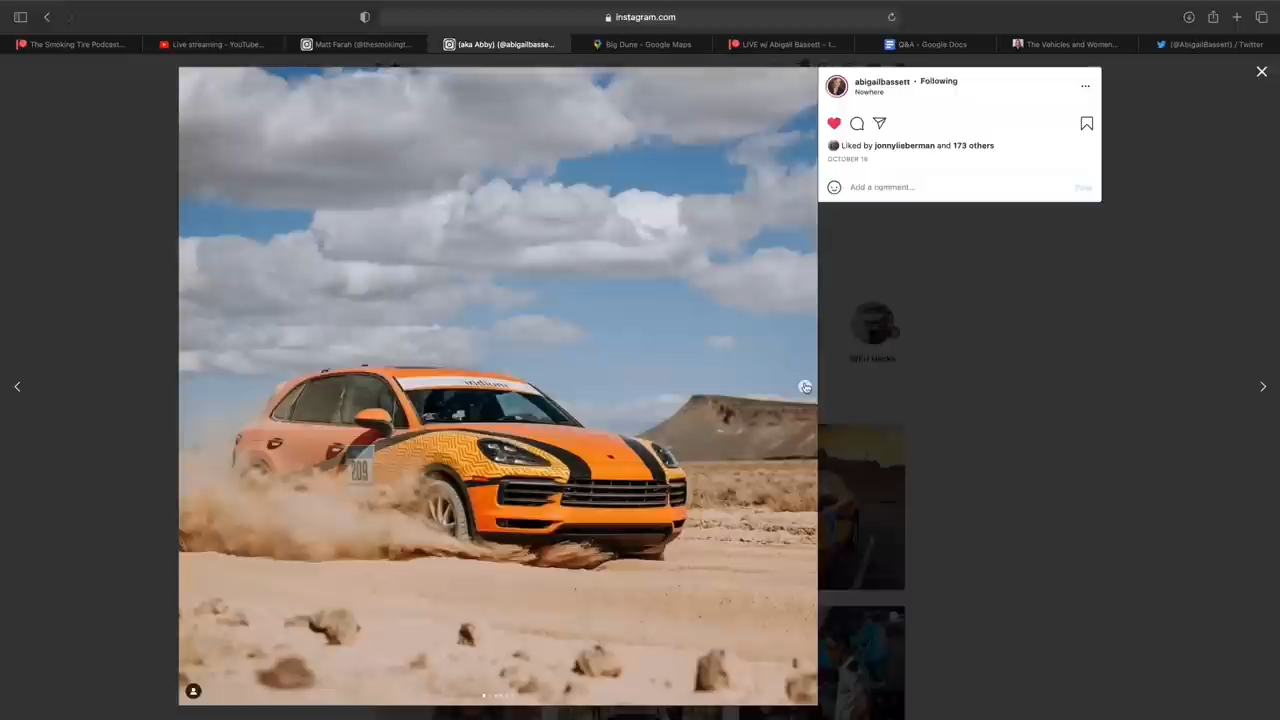 instagram.com
The Smoking Tire Podcast...
Live streaming - YouTube...
Matt Farah (@thesmokingt...
(aka Abby) (@abigailbasse...
Big Dune - Google Maps
LIVE w/ Abigail Bassett - I...
Q&A - Google Docs
The Vehicles and Women...
(@AbigailBassett) / Twitter
abigailbassett • Following
Nowhere
Liked by jonnylieberman and 173 others
Add a comment...
Post
iridium
209